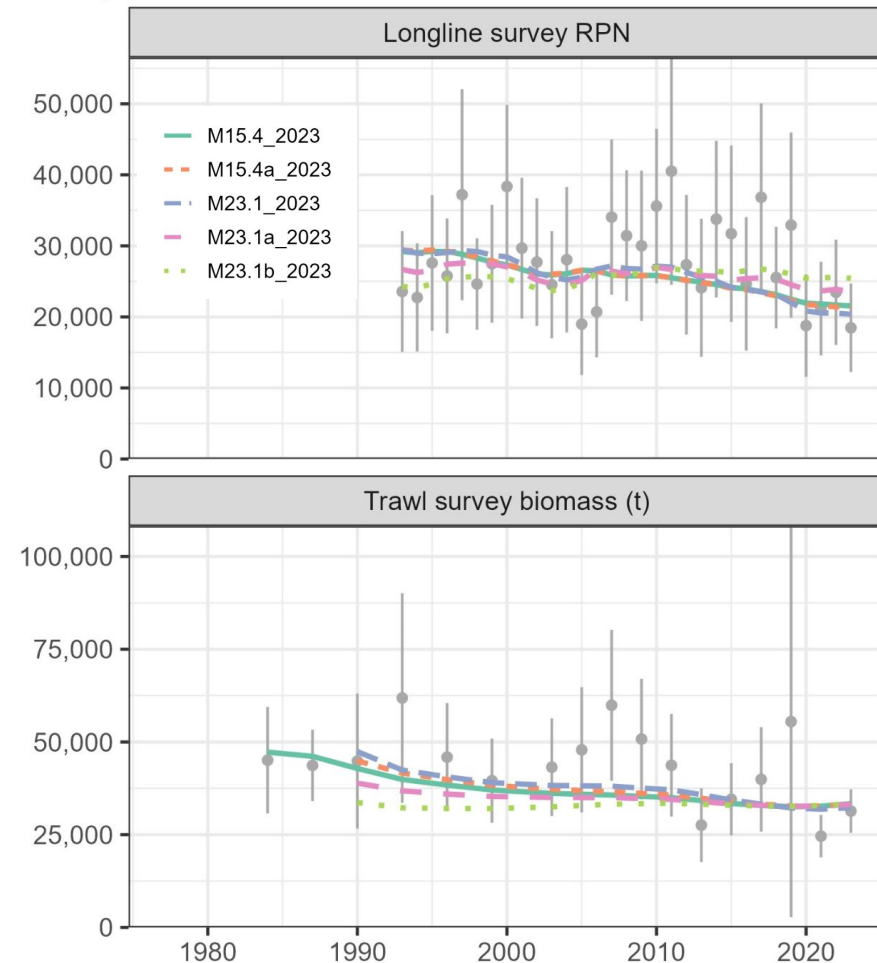 Longline survey RPN
50,000
40,000
30,000
20,000
10,000
0
M15.4_2023
M15.4a_2023
M23.1_2023
M23.1a_2023
M23.1b_2023
Trawl survey biomass (t)
100,000
75,000
50,000
25,000
0
1980 1990 2000 2010 2020